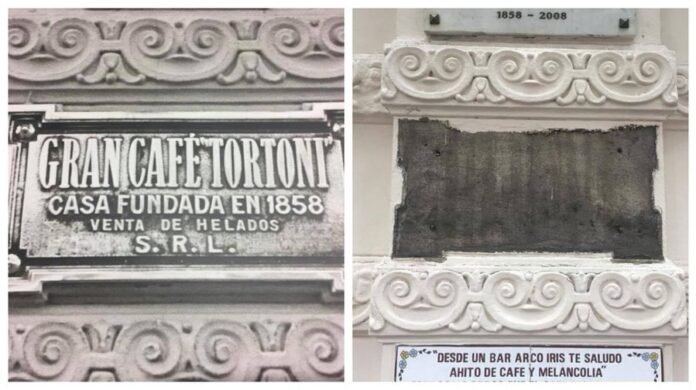 GRAN CAFÉ "TORTONI"
CASA FUNDADA EN 1858
VENTA DE HELADOS
S. R. L.
1858 - 2008
"DESDE UN BAR ARCO IRIS TE SALUDO
AHITO DE CAFE Y MELANCOLIA"